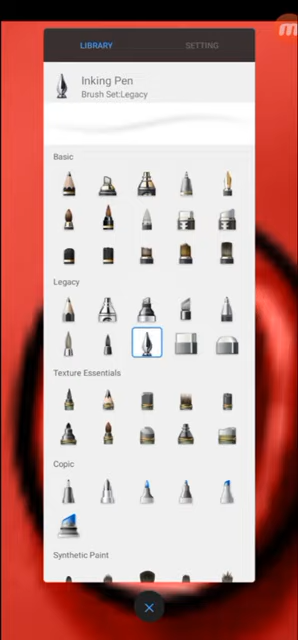 LIBRARY
SETTING
Inking Pen
Brush Set:Legacy
Basic
Legacy
Texture Essentials
Copic
Synthetic Paint